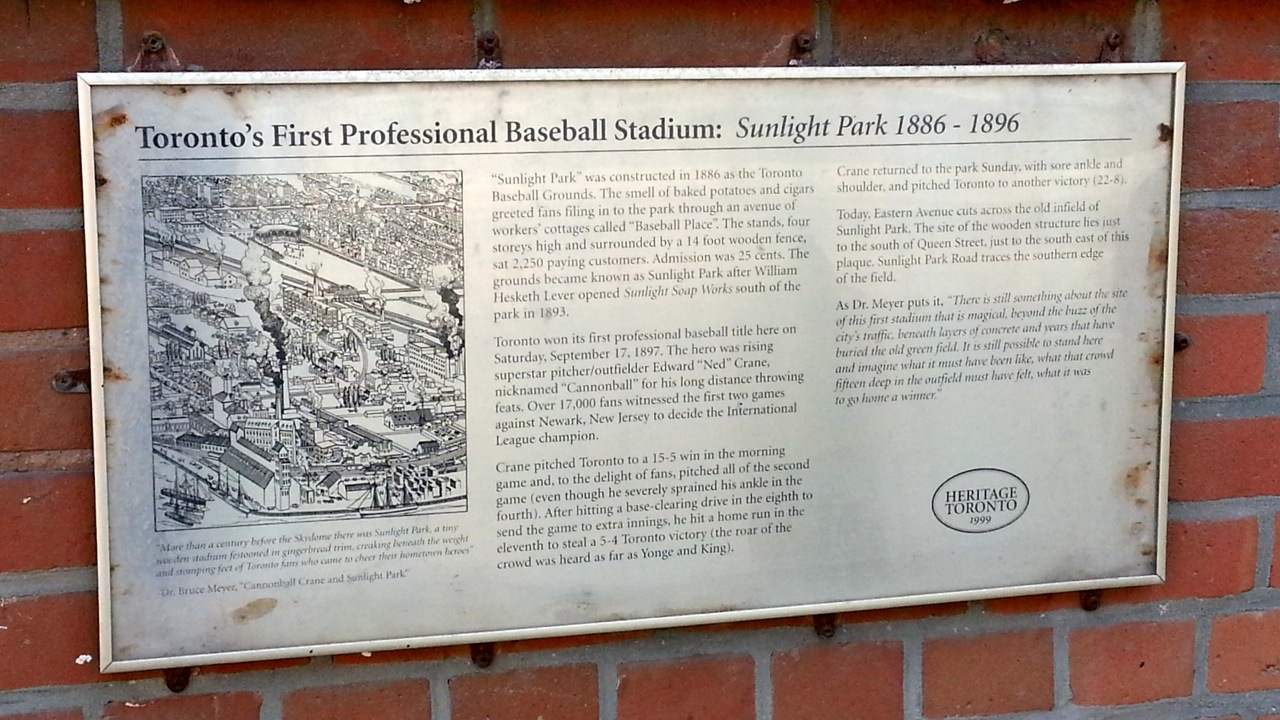 Toronto's First Professional Baseball Stadium: Sunlight Park 1886 - 1896
"More than a century before the Skydome there was Sunlight Park, a tiny
wooden stadium festooned in gingerbread trim, creaking beneath the weight
and stomping feet of Toronto fans who came to cheer their hometown heroes"
Dr. Bruce Meyer, "Cannonball Crane and Sunlight Park"
"Sunlight Park" was constructed in 1886 as the Toronto
Baseball Grounds. The smell of baked potatoes and cigars
greeted fans filing in to the park through an avenue of
workers' cottages called "Baseball Place". The stands, four
storeys high and surrounded by a 14 foot wooden fence,
sat 2,250 paying customers. Admission was 25 cents. The
grounds became known as Sunlight Park after William
Hesketh Lever opened Sunlight Soap Works south of the
park in 1893.
Toronto won its first professional baseball title here on
Saturday, September 17, 1897. The hero was rising
superstar pitcher/outfielder Edward "Ned" Crane,
nicknamed "Cannonball" for his long distance throwing
feats. Over 17,000 fans witnessed the first two games
against Newark, New Jersey to decide the International
League champion.
Crane pitched Toronto to a 15-5 win in the morning
game and, to the delight of fans, pitched all of the second
game (even though he severely sprained his ankle in the
fourth). After hitting a base-clearing drive in the eighth to
send the game to extra innings, he hit a home run in the
eleventh to steal a 5-4 Toronto victory (the roar of the
crowd was heard as far as Yonge and King).
Crane returned to the park Sunday, with sore ankle and
shoulder, and pitched Toronto to another victory (22-8).
Today, Eastern Avenue cuts across the old infield of
Sunlight Park. The site of the wooden structure lies just
to the south of Queen Street, just to the south east of this
plaque. Sunlight Park Road traces the southern edge
of the field.
As Dr. Meyer puts it, "There is still something about the site
of this first stadium that is magical, beyond the buzz of the
city's traffic, beneath layers of concrete and years that have
buried the old green field. It is still possible to stand here
and imagine what it must have been like, what that crowd
fifteen deep in the outfield must have felt, what it was
to go home a winner."
HERITAGE
TORONTO
1999